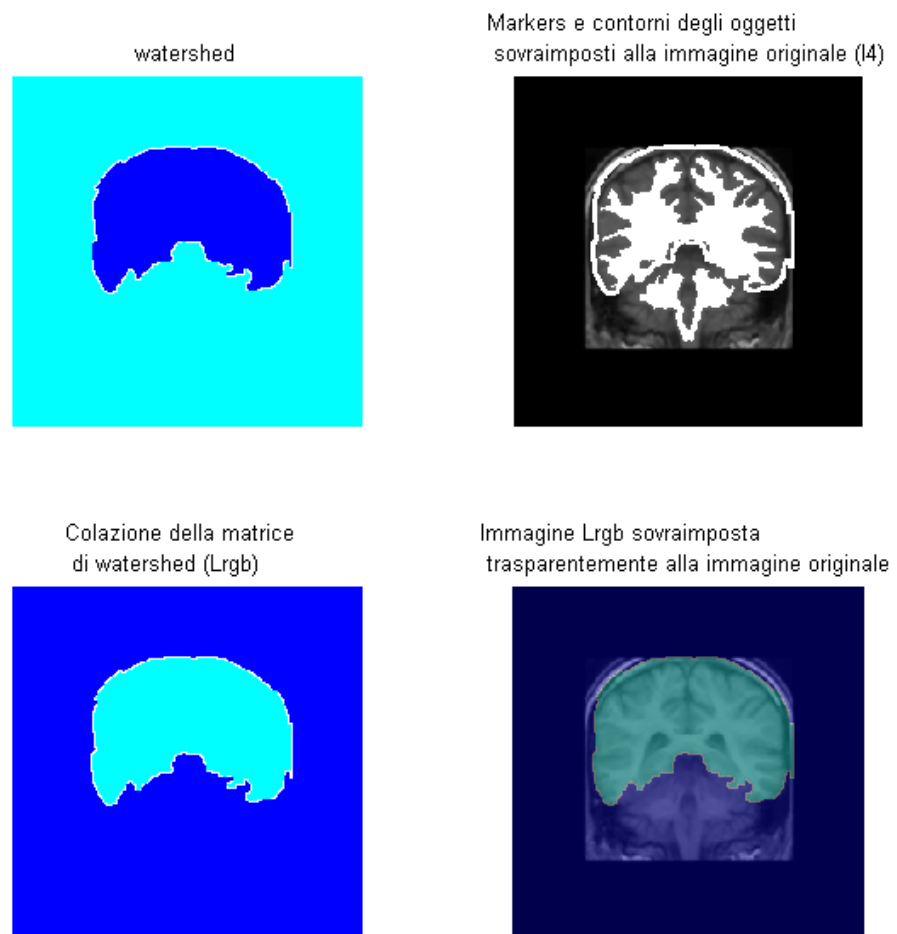 watershed
Markers e contorni degli oggetti
sovraimposti alla immagine originale (I4)
Colazione della matrice
di watershed (Lrgb)
Immagine Lrgb sovraimposta
trasparentemente alla immagine originale